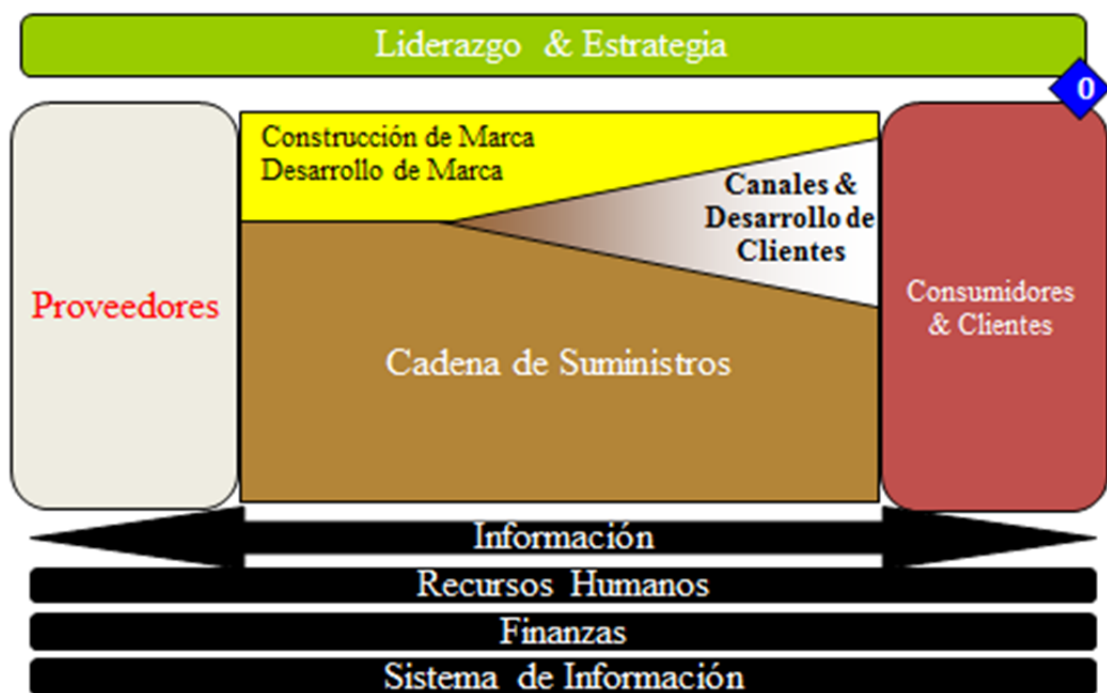 Liderazgo & Estrategia
0
Construcción de Marca
Desarrollo de Marca
Canales &
Desarrollo de
Clientes
Proveedores
Consumidores
& Clientes
Cadena de Suministros
Información
Recursos Humanos
Finanzas
Sistema de Información